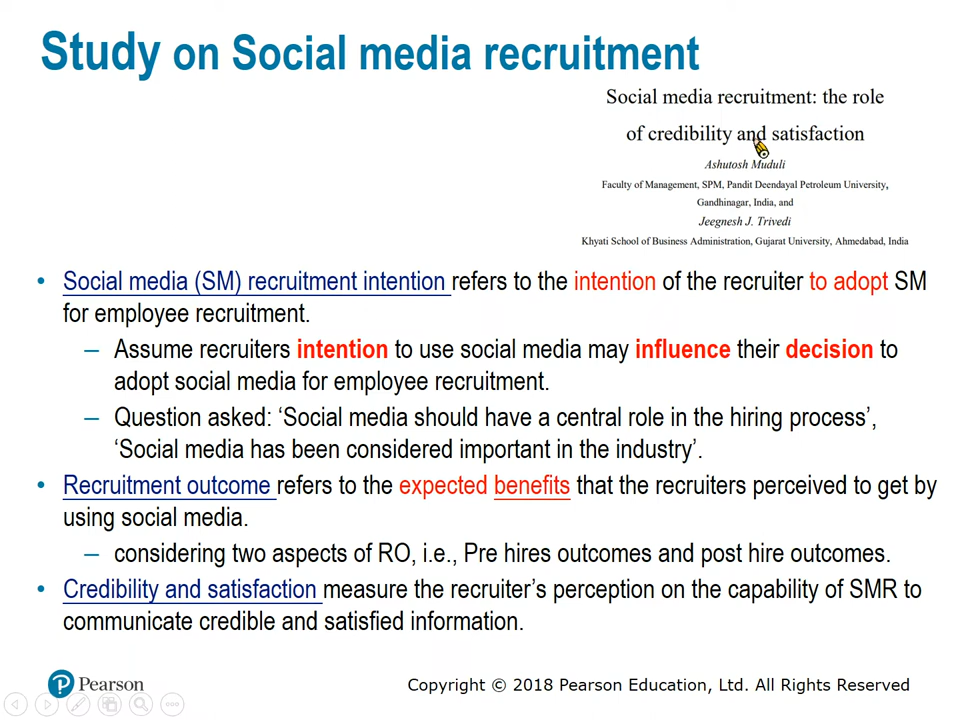 Study on Social media recruitment
Social media recruitment: the role
of credibility and satisfaction
Ashutosh Muduli
Faculty of Management, SPM, Pandit Deendayal Petroleum University,
Gandhinagar, India, and
Jeegnesh J. Trivedi
Khyati School of Business Administration, Gujarat University, Ahmedabad, India
• Social media (SM) recruitment intention refers to the intention of the recruiter to adopt SM
for employee recruitment.
– Assume recruiters intention to use social media may influence their decision to
adopt social media for employee recruitment.
– Question asked: ‘Social media should have a central role in the hiring process’,
‘Social media has been considered important in the industry’.
• Recruitment outcome refers to the expected benefits that the recruiters perceived to get by
using social media.
– considering two aspects of RO, i.e., Pre hires outcomes and post hire outcomes.
• Credibility and satisfaction measure the recruiter’s perception on the capability of SMR to
communicate credible and satisfied information.
P Pearson
Copyright © 2018 Pearson Education, Ltd. All Rights Reserved